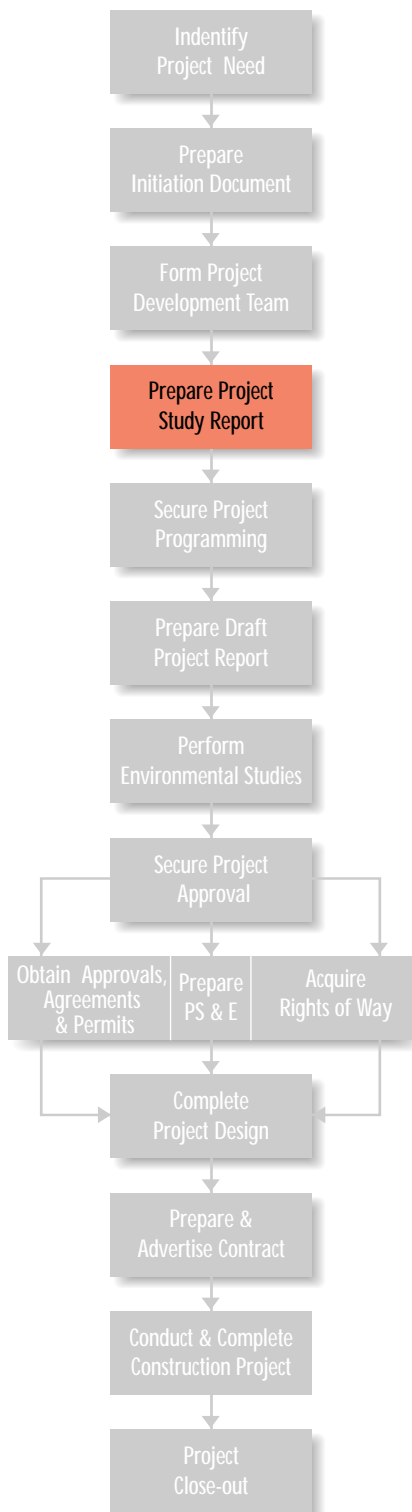 Indentify
Project Need
Prepare
Initiation Document
Form Project
Development Team
Prepare Project
Study Report
Secure Project
Programming
Prepare Draft
Project Report
Perform
Environmental Studies
Secure Project
Approval
Obtain Approvals,
Agreements
& Permits
Prepare
PS & E
Acquire
Rights of Way
Complete
Project Design
Prepare &
Advertise Contract
Conduct & Complete
Construction Project
Project
Close-out